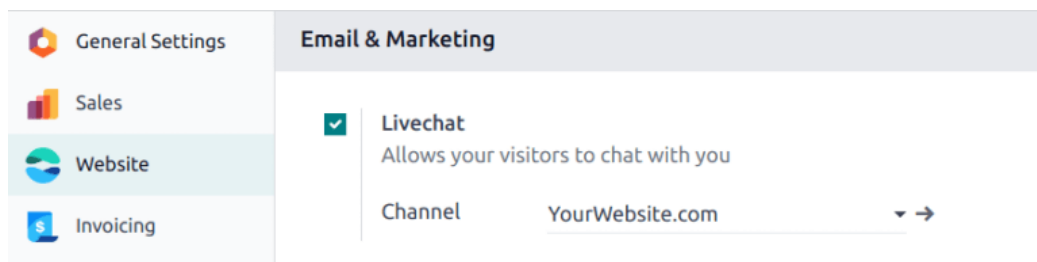 General Settings
Email & Marketing
Sales
Livechat
Website
Allows your visitors to chat with you
Invoicing
Channel YourWebsite.com